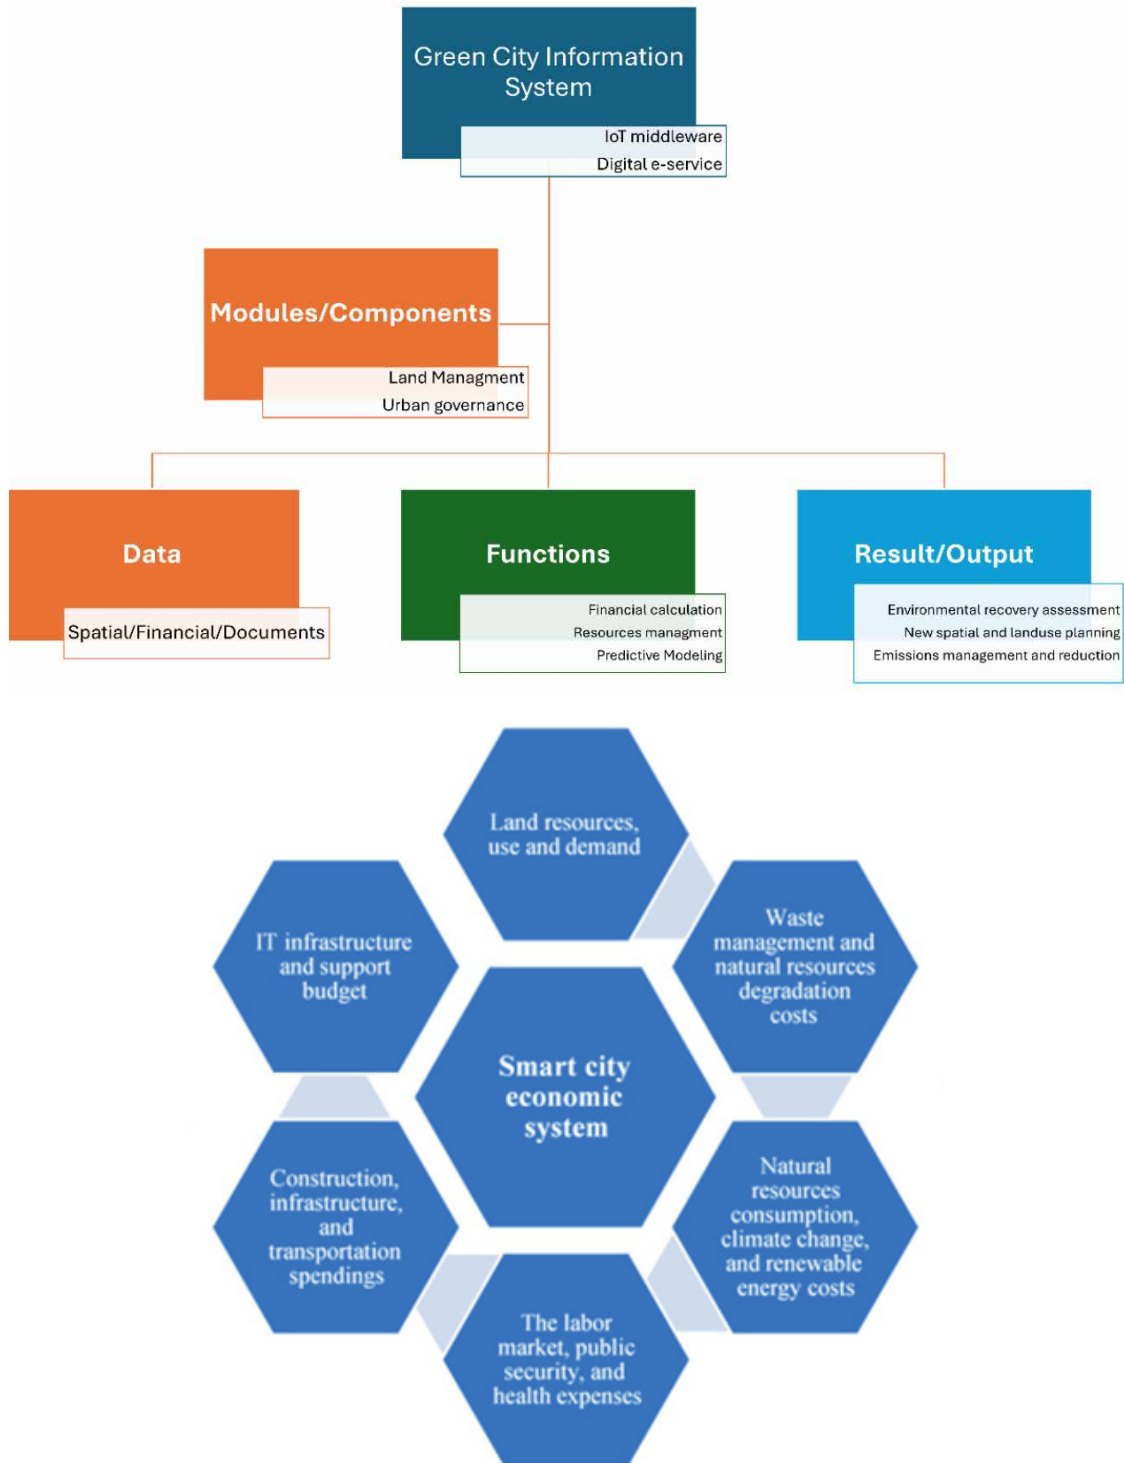 Green City Information
System
IoT middleware
Digital e-service
Modules/Components
Land Managment
Urban governance
Data
Spatial/Financial/Documents
Functions
Financial calculation
Resources managment
Predictive Modeling
Result/Output
Environmental recovery assessment
New spatial and landuse planning
Emissions management and reduction
Land resources,
use and demand
Waste
management and
natural resources
degradation
costs
Natural
resources
consumption,
climate change,
and renewable
energy costs
The labor
market, public
security, and
health expenses
Construction,
infrastructure,
and
transportation
spendings
IT infrastructure
and support
budget
Smart city
economic
system